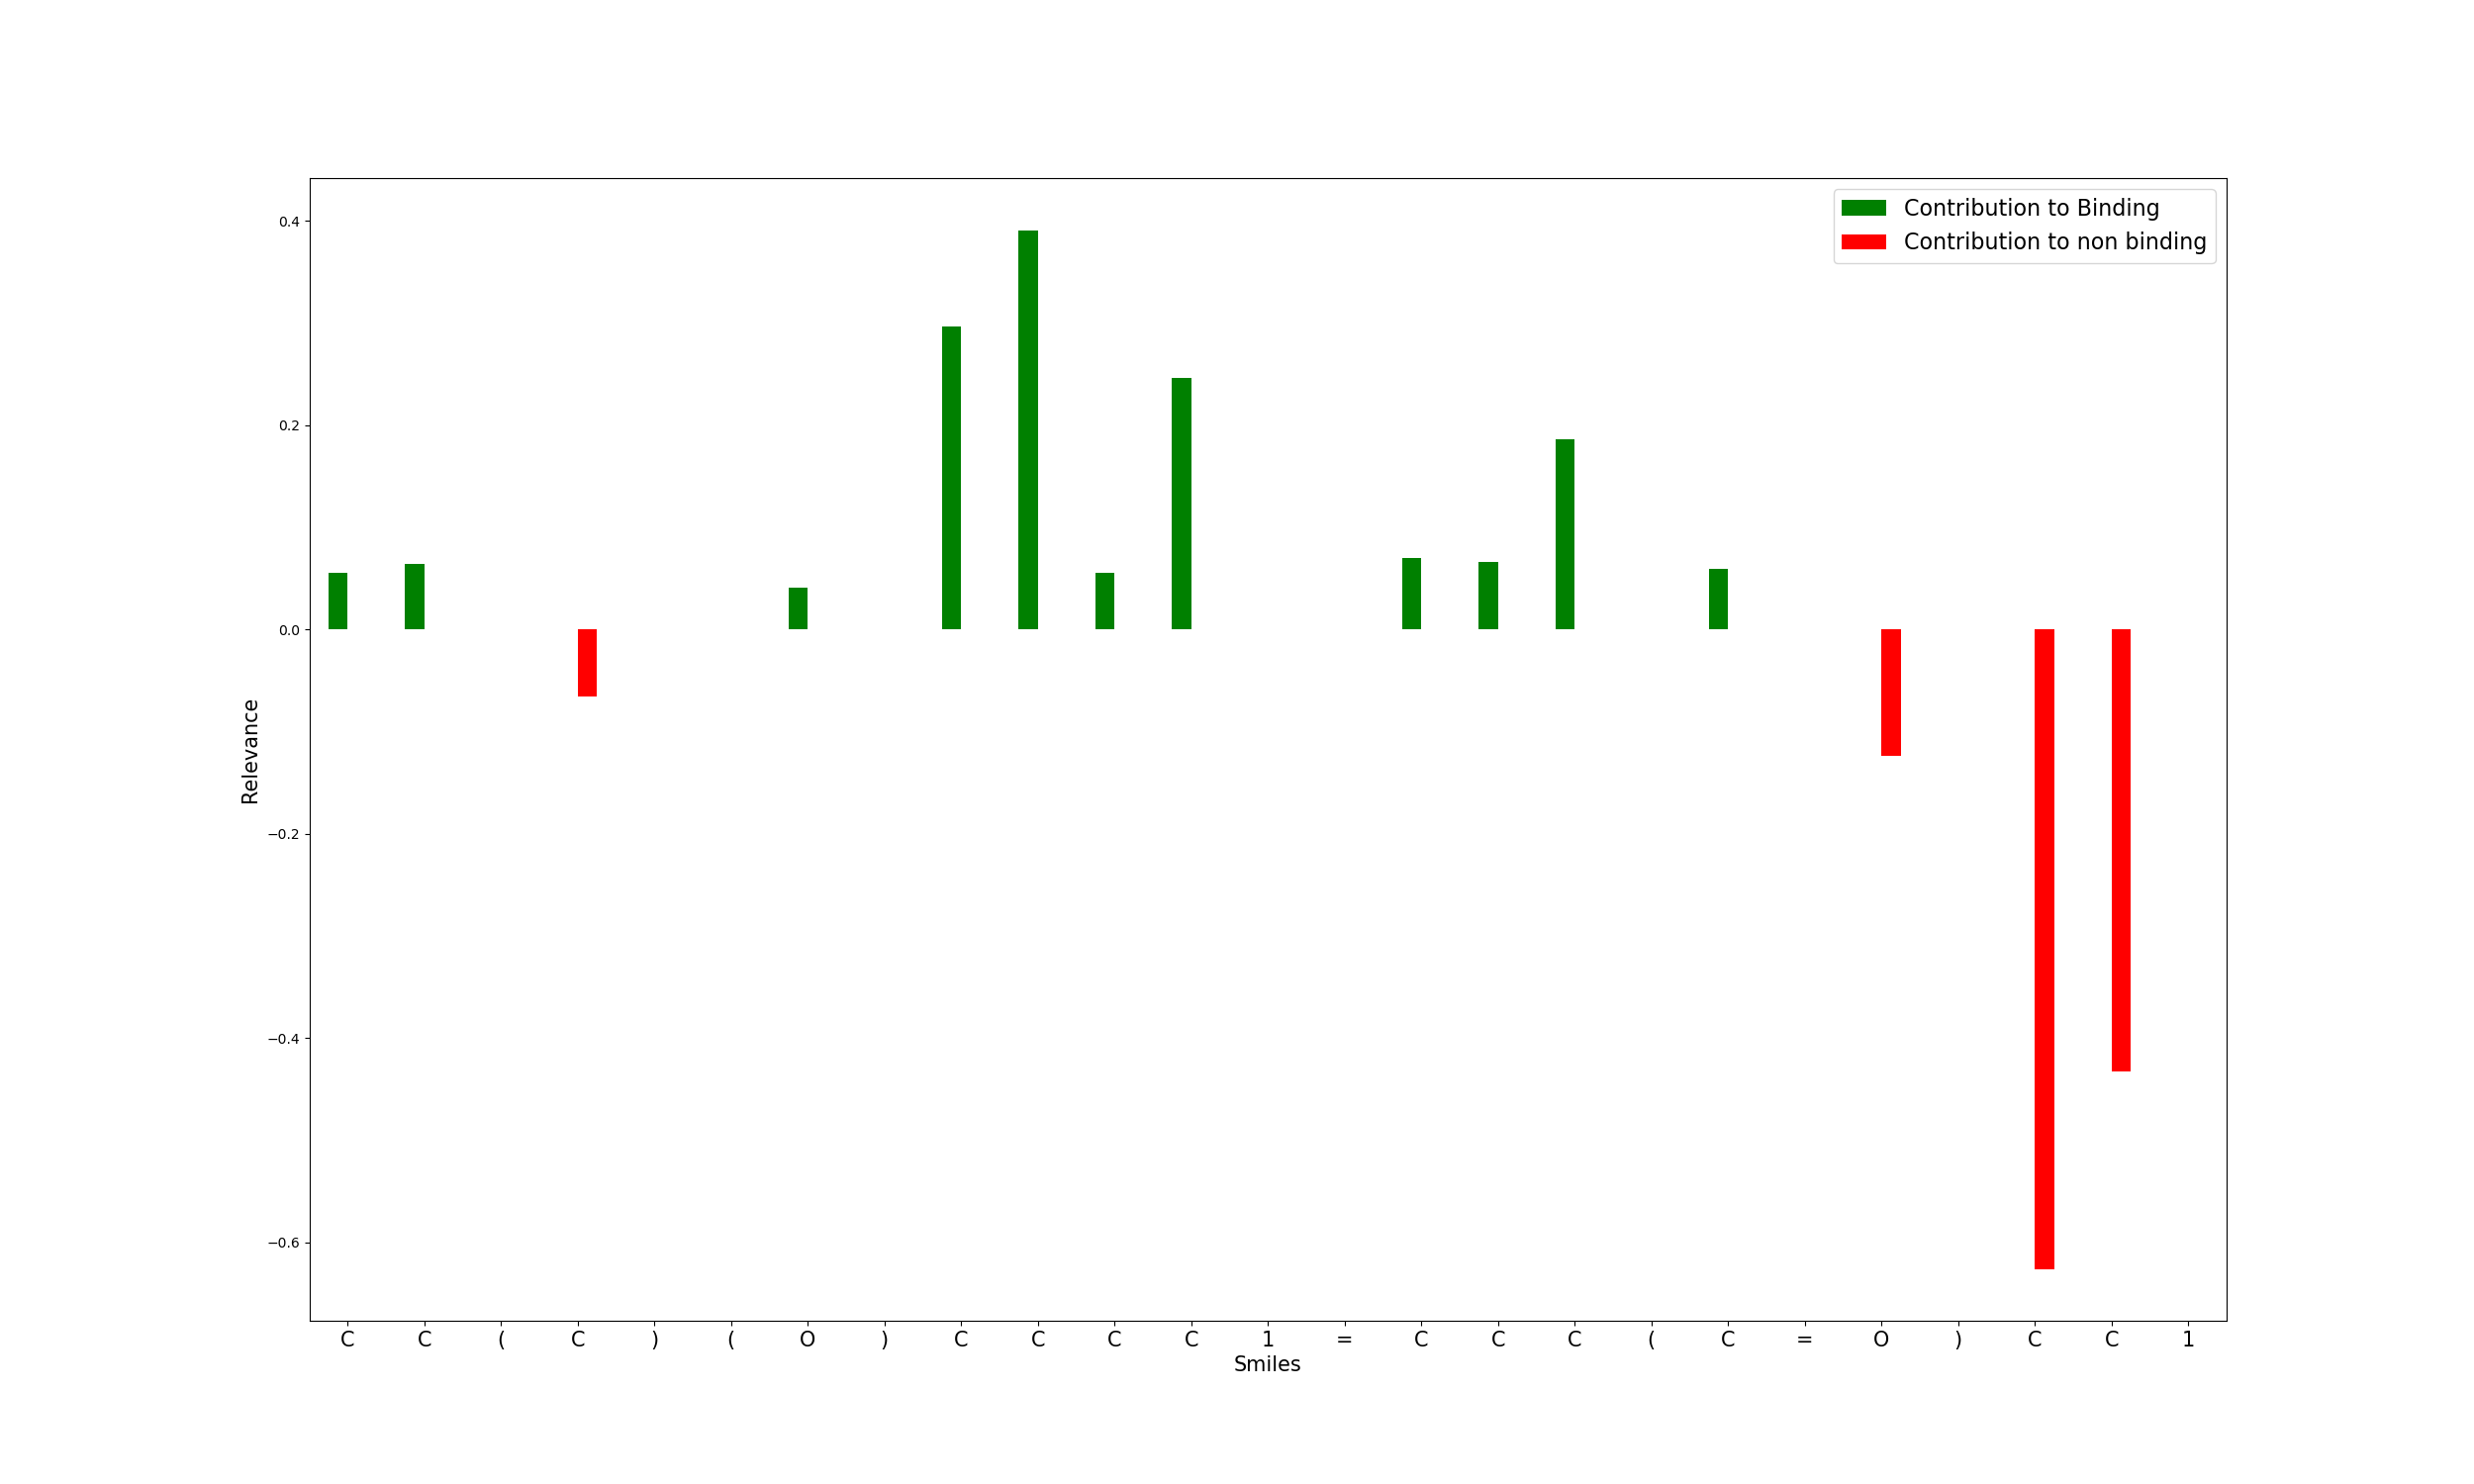 Contribution to Binding
Contribution to non binding
0.4
0.2
0.0
−0.2
−0.4
−0.6
Relevance
C C ( C ) ( O ) C C C C 1 = C C C ( C = O ) C C 1
Smiles